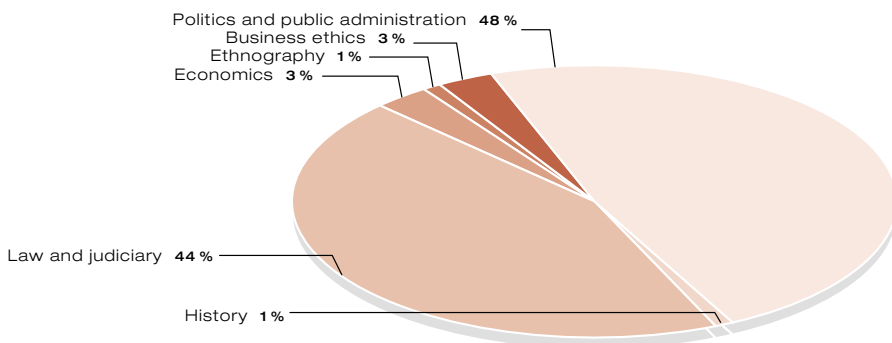 Politics and public administration 48 %
Business ethics 3 %
Ethnography 1 %
Economics 3 %
Law and judiciary 44 %
History 1 %